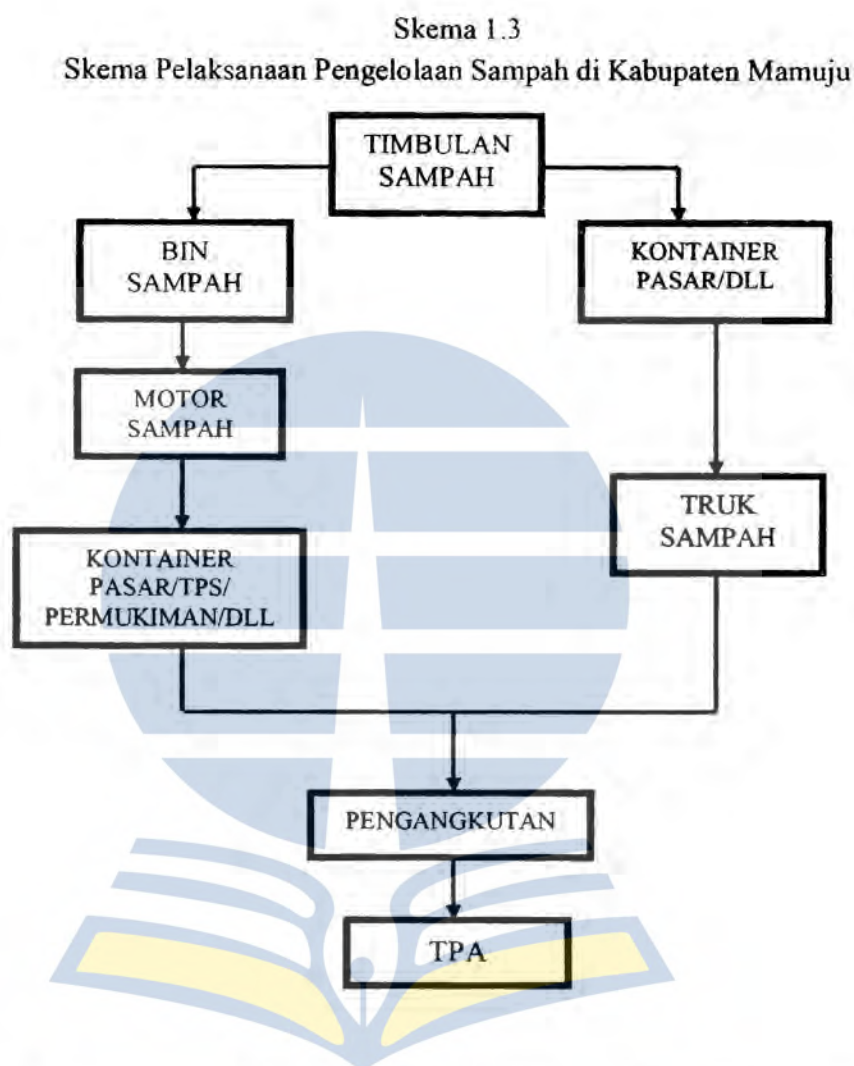 Skema 1.3
Skema Pelaksanaan Pengelolaan Sampah di Kabupaten Mamuju
TIMBULAN
SAMPAH
BIN
SAMPAH
KONTAINER
PASAR/DLL
MOTOR
SAMPAH
TRUK
SAMPAH
KONTAINER
PASAR/TPS/
PERMUKIMAN/DLL
PENGANGKUTAN
TPA